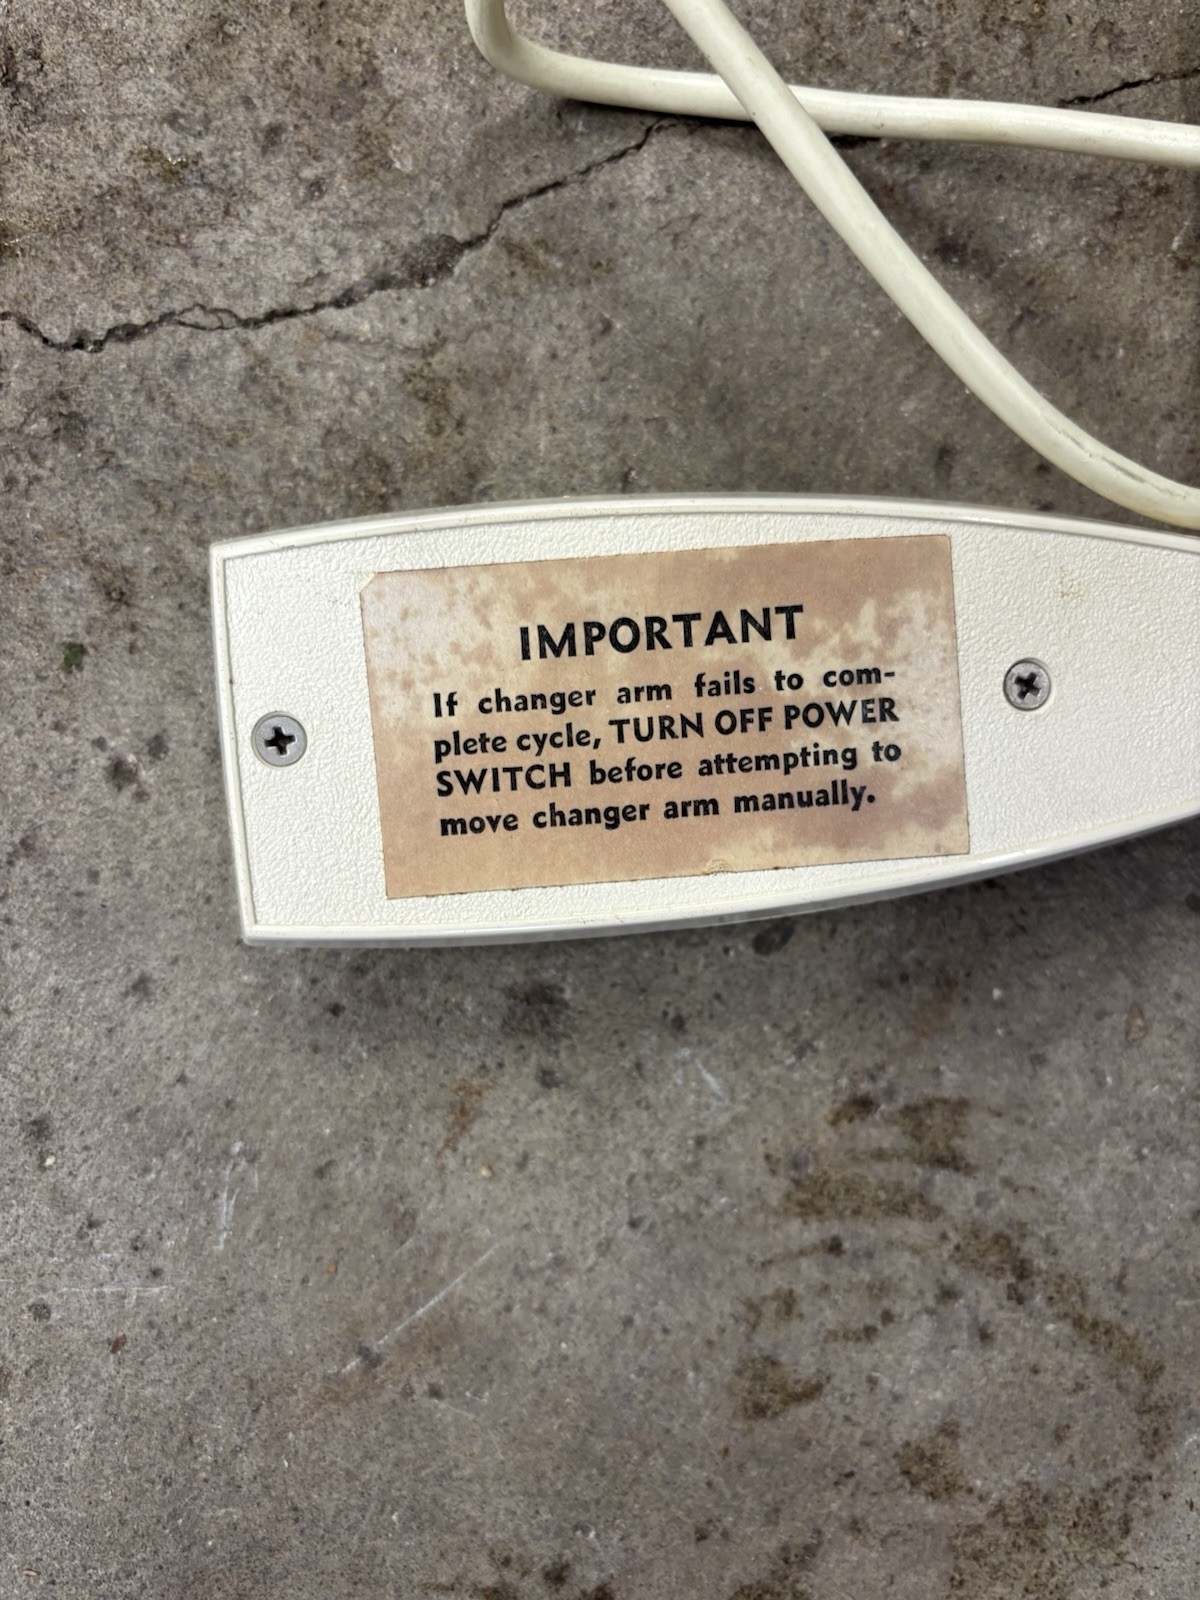 IMPORTANT
If changer arm fails to com-
plete cycle, TURN OFF POWER
SWITCH before attempting to
move changer arm manually.